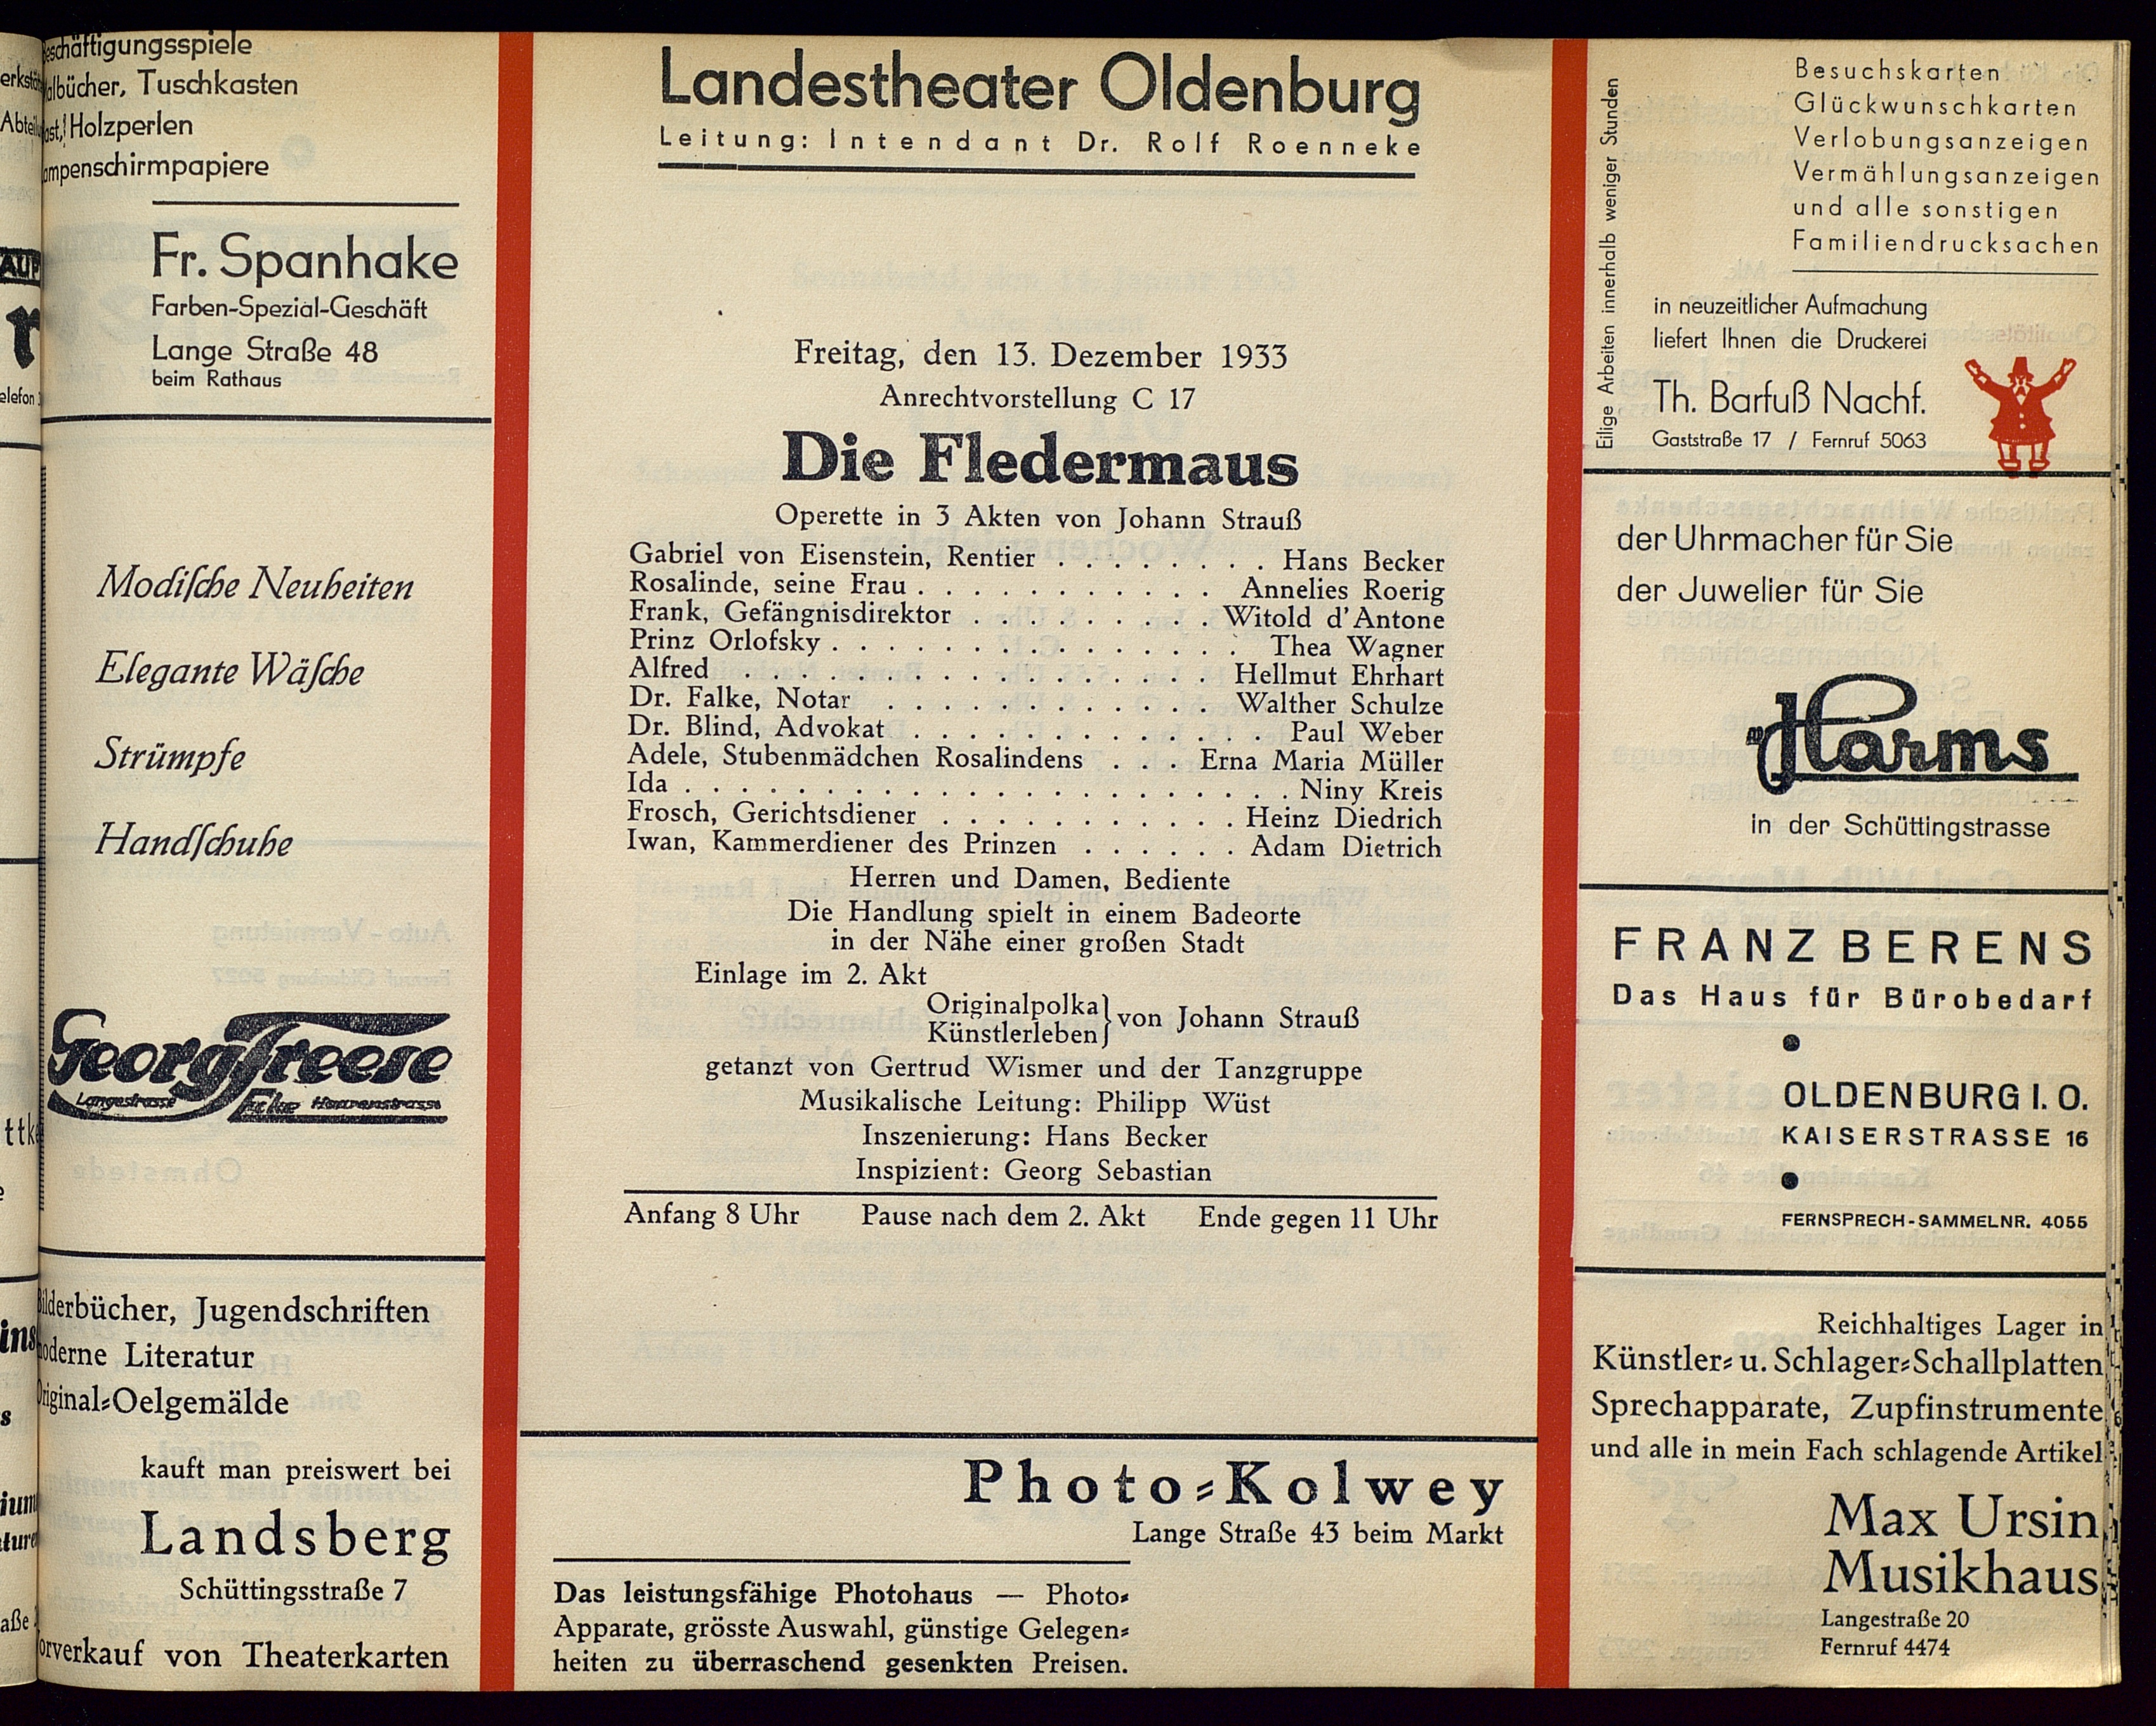 Beschäftigungsspiele
Malbücher, Tuschkasten
Holzperlen
Lampenschirmpapiere
Fr. Spanhake
Farben-Spezial-Geschäft
Lange Straße 48
beim Rathaus
Modische Neuheiten
Elegante Wäsche
Strümpfe
Handschuhe
Georg Freese
Langestrasse Ecke Haarenstrasse
Bilderbücher, Jugendschriften
moderne Literatur
Original-Oelgemälde
kauft man preiswert bei
Landsberg
Schüttingsstraße 7
Vorverkauf von Theaterkarten
Landestheater Oldenburg
Leitung: Intendant Dr. Rolf Roenneke
Freitag, den 13. Dezember 1933
Anrechtvorstellung C 17
Die Fledermaus
Operette in 3 Akten von Johann Strauß
Gabriel von Eisenstein, Rentier . . . . . . . . Hans Becker
Rosalinde, seine Frau . . . . . . . . . . . Annelies Roerig
Frank, Gefängnisdirektor . . . . . . . . . Witold d'Antone
Prinz Orlofsky . . . . . . . . . . . . . . . Thea Wagner
Alfred . . . . . . . . . . . . . . . . . Hellmut Ehrhart
Dr. Falke, Notar . . . . . . . . . . . . Walther Schulze
Dr. Blind, Advokat . . . . . . . . . . . . . Paul Weber
Adele, Stubenmädchen Rosalindens . . . Erna Maria Müller
Ida . . . . . . . . . . . . . . . . . . . . . . Niny Kreis
Frosch, Gerichtsdiener . . . . . . . . . . . Heinz Diedrich
Iwan, Kammerdiener des Prinzen . . . . . . Adam Dietrich
Herren und Damen, Bediente
Die Handlung spielt in einem Badeorte
in der Nähe einer großen Stadt
Einlage im 2. Akt
Originalpolka
Künstlerleben } von Johann Strauß
getanzt von Gertrud Wismer und der Tanzgruppe
Musikalische Leitung: Philipp Wüst
Inszenierung: Hans Becker
Inspizient: Georg Sebastian
Anfang 8 Uhr Pause nach dem 2. Akt Ende gegen 11 Uhr
Photo-Kolwey
Lange Straße 43 beim Markt
Das leistungsfähige Photohaus — Photo-
Apparate, grösste Auswahl, günstige Gelegen-
heiten zu überraschend gesenkten Preisen.
Eilige Arbeiten innerhalb weniger Stunden
Besuchskarten
Glückwunschkarten
Verlobungsanzeigen
Vermählungsanzeigen
und alle sonstigen
Familiendrucksachen
in neuzeitlicher Aufmachung
liefert Ihnen die Druckerei
Th. Barfuß Nachf.
Gaststraße 17 / Fernruf 5063
der Uhrmacher für Sie
der Juwelier für Sie
Harms
in der Schüttingstrasse
FRANZ BERENS
Das Haus für Bürobedarf
OLDENBURG I. O.
KAISERSTRASSE 16
FERNSPRECH-SAMMELNR. 4055
Reichhaltiges Lager in
Künstler- u. Schlager-Schallplatten
Sprechapparate, Zupfinstrumente
und alle in mein Fach schlagende Artikel
Max Ursin
Musikhaus
Langestraße 20
Fernruf 4474